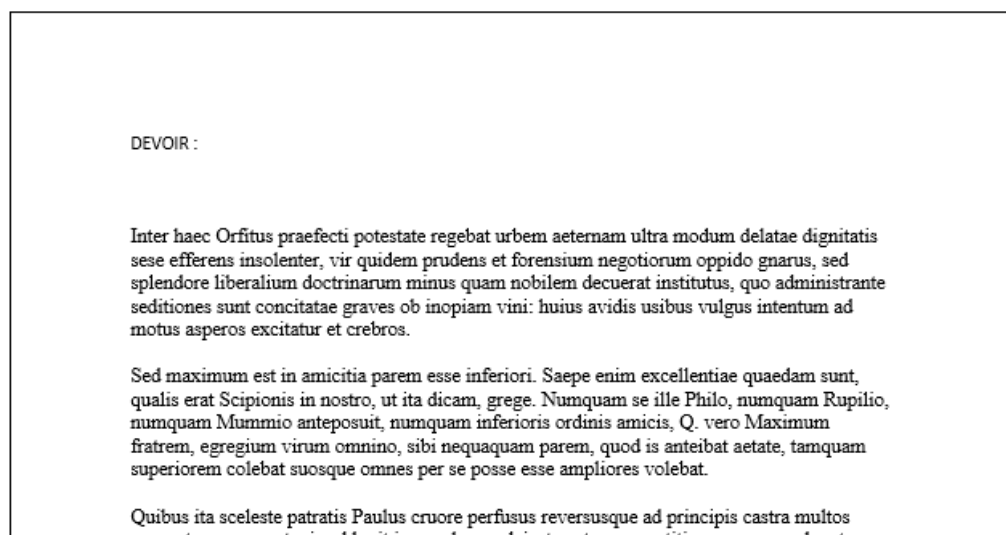 DEVOIR :
Inter haec Orfitus praefecti potestate regebat urbem aeternam ultra modum delatae dignitatis
sese efferens insolenter, vir quidem prudens et forensium negotiorum oppido gnarus, sed
splendore liberalium doctrinarum minus quam nobilem decuerat institutus, quo administrante
seditiones sunt concitatae graves ob inopiam vini: huius avidis usibus vulgus intentum ad
motus asperos excitatur et crebros.
Sed maximum est in amicitia parem esse inferiori. Saepe enim excellentiae quaedam sunt,
qualis erat Scipionis in nostro, ut ita dicam, grege. Numquam se ille Philo, numquam Rupilio,
numquam Mummio anteposuit, numquam inferioris ordinis amicis, Q. vero Maximum
fratrem, egregium virum omnino, sibi nequaquam parem, quod is anteibat aetate, tamquam
superiorem colebat suosque omnes per se posse esse ampliores volebat.
Quibus ita sceleste patratis Paulus cruore perfusus reversusque ad principis castra multos